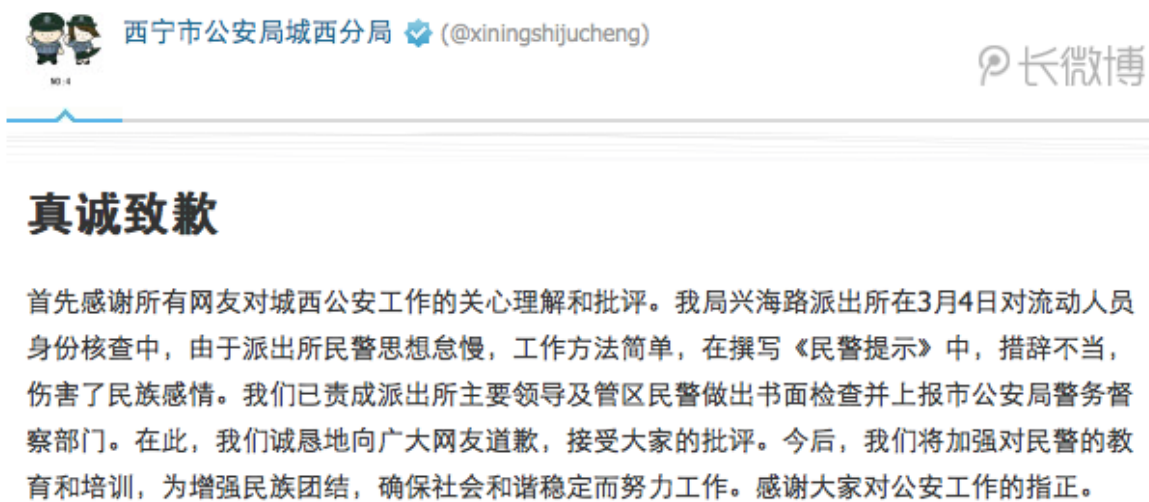 西宁市公安局城西分局 (@xiningshijucheng)
NO:4
长微博
真诚致歉
首先感谢所有网友对城西公安工作的关心理解和批评。我局兴海路派出所在3月4日对流动人员
身份核查中，由于派出所民警思想怠慢，工作方法简单，在撰写《民警提示》中，措辞不当，
伤害了民族感情。我们已责成派出所主要领导及管区民警做出书面检查并上报市公安局警务督
察部门。在此，我们诚恳地向广大网友道歉，接受大家的批评。今后，我们将加强对民警的教
育和培训，为增强民族团结，确保社会和谐稳定而努力工作。感谢大家对公安工作的指正。